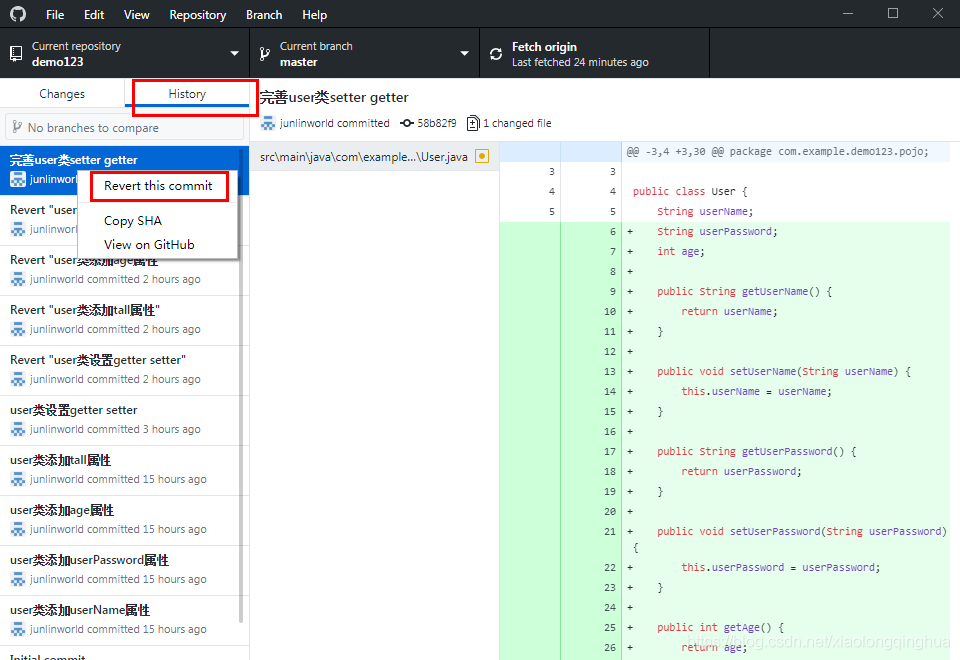 File Edit View Repository Branch Help
Current repository
demo123
Current branch
master
Fetch origin
Last fetched 24 minutes ago
Changes
History
No branches to compare
完善user类setter getter
junlinworld
Revert this commit
Copy SHA
View on GitHub
Revert "user
junlinworld
Revert "user类添加age属性"
junlinworld committed 2 hours ago
Revert "user类添加tall属性"
junlinworld committed 2 hours ago
Revert "user类设置getter setter"
junlinworld committed 2 hours ago
user类设置getter setter
junlinworld committed 3 hours ago
user类添加tall属性
junlinworld committed 15 hours ago
user类添加age属性
junlinworld committed 15 hours ago
user类添加userPassword属性
junlinworld committed 15 hours ago
user类添加userName属性
junlinworld committed 15 hours ago
Initial commit
完善user类setter getter
junlinworld committed 58b82f9 1 changed file
src\main\java\com\example...\User.java
@@ -3,4 +3,30 @@ package com.example.demo123.pojo;
3 3
4 4 public class User {
5 5 String userName;
6 + String userPassword;
7 + int age;
8 +
9 + public String getUserName() {
10 + return userName;
11 + }
12 +
13 + public void setUserName(String userName) {
14 + this.userName = userName;
15 + }
16 +
17 + public String getUserPassword() {
18 + return userPassword;
19 + }
20 +
21 + public void setUserPassword(String userPassword)
{
22 + this.userPassword = userPassword;
23 + }
24 +
25 + public int getAge() {
26 + return age;
https://blog.csdn.net/xiaolongqinghua